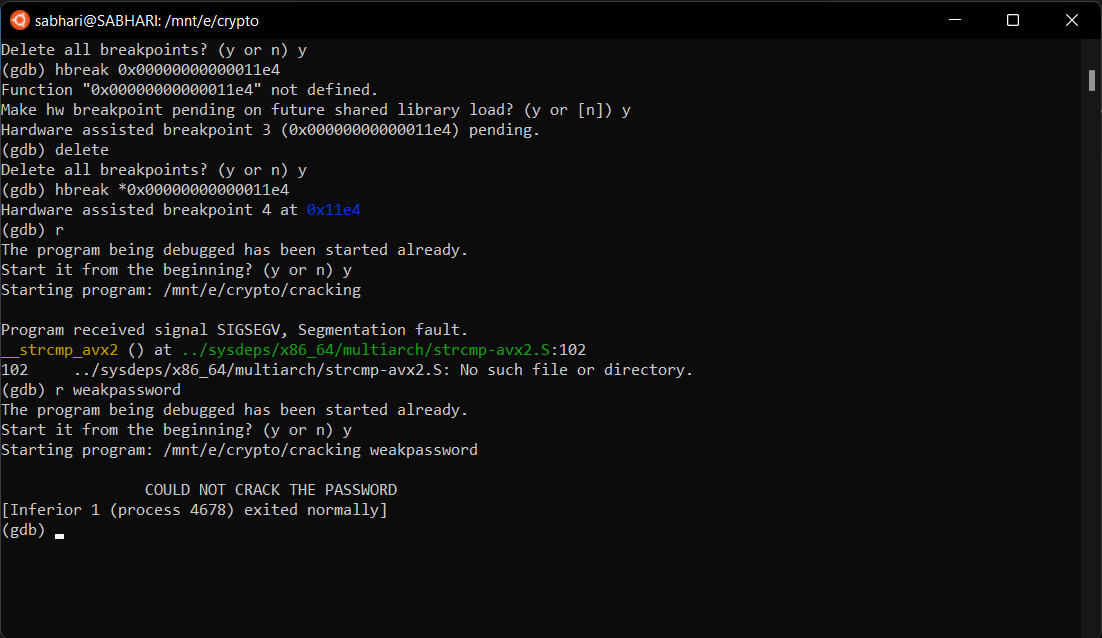 sabhari@SABHARI: /mnt/e/crypto
Delete all breakpoints? (y or n) y
(gdb) hbreak 0x00000000000011e4
Function "0x00000000000011e4" not defined.
Make hw breakpoint pending on future shared library load? (y or [n]) y
Hardware assisted breakpoint 3 (0x00000000000011e4) pending.
(gdb) delete
Delete all breakpoints? (y or n) y
(gdb) hbreak *0x00000000000011e4
Hardware assisted breakpoint 4 at 0x11e4
(gdb) r
The program being debugged has been started already.
Start it from the beginning? (y or n) y
Starting program: /mnt/e/crypto/cracking

Program received signal SIGSEGV, Segmentation fault.
__strcmp_avx2 () at ../sysdeps/x86_64/multiarch/strcmp-avx2.S:102
102     ../sysdeps/x86_64/multiarch/strcmp-avx2.S: No such file or directory.
(gdb) r weakpassword
The program being debugged has been started already.
Start it from the beginning? (y or n) y
Starting program: /mnt/e/crypto/cracking weakpassword

                COULD NOT CRACK THE PASSWORD
[Inferior 1 (process 4678) exited normally]
(gdb)